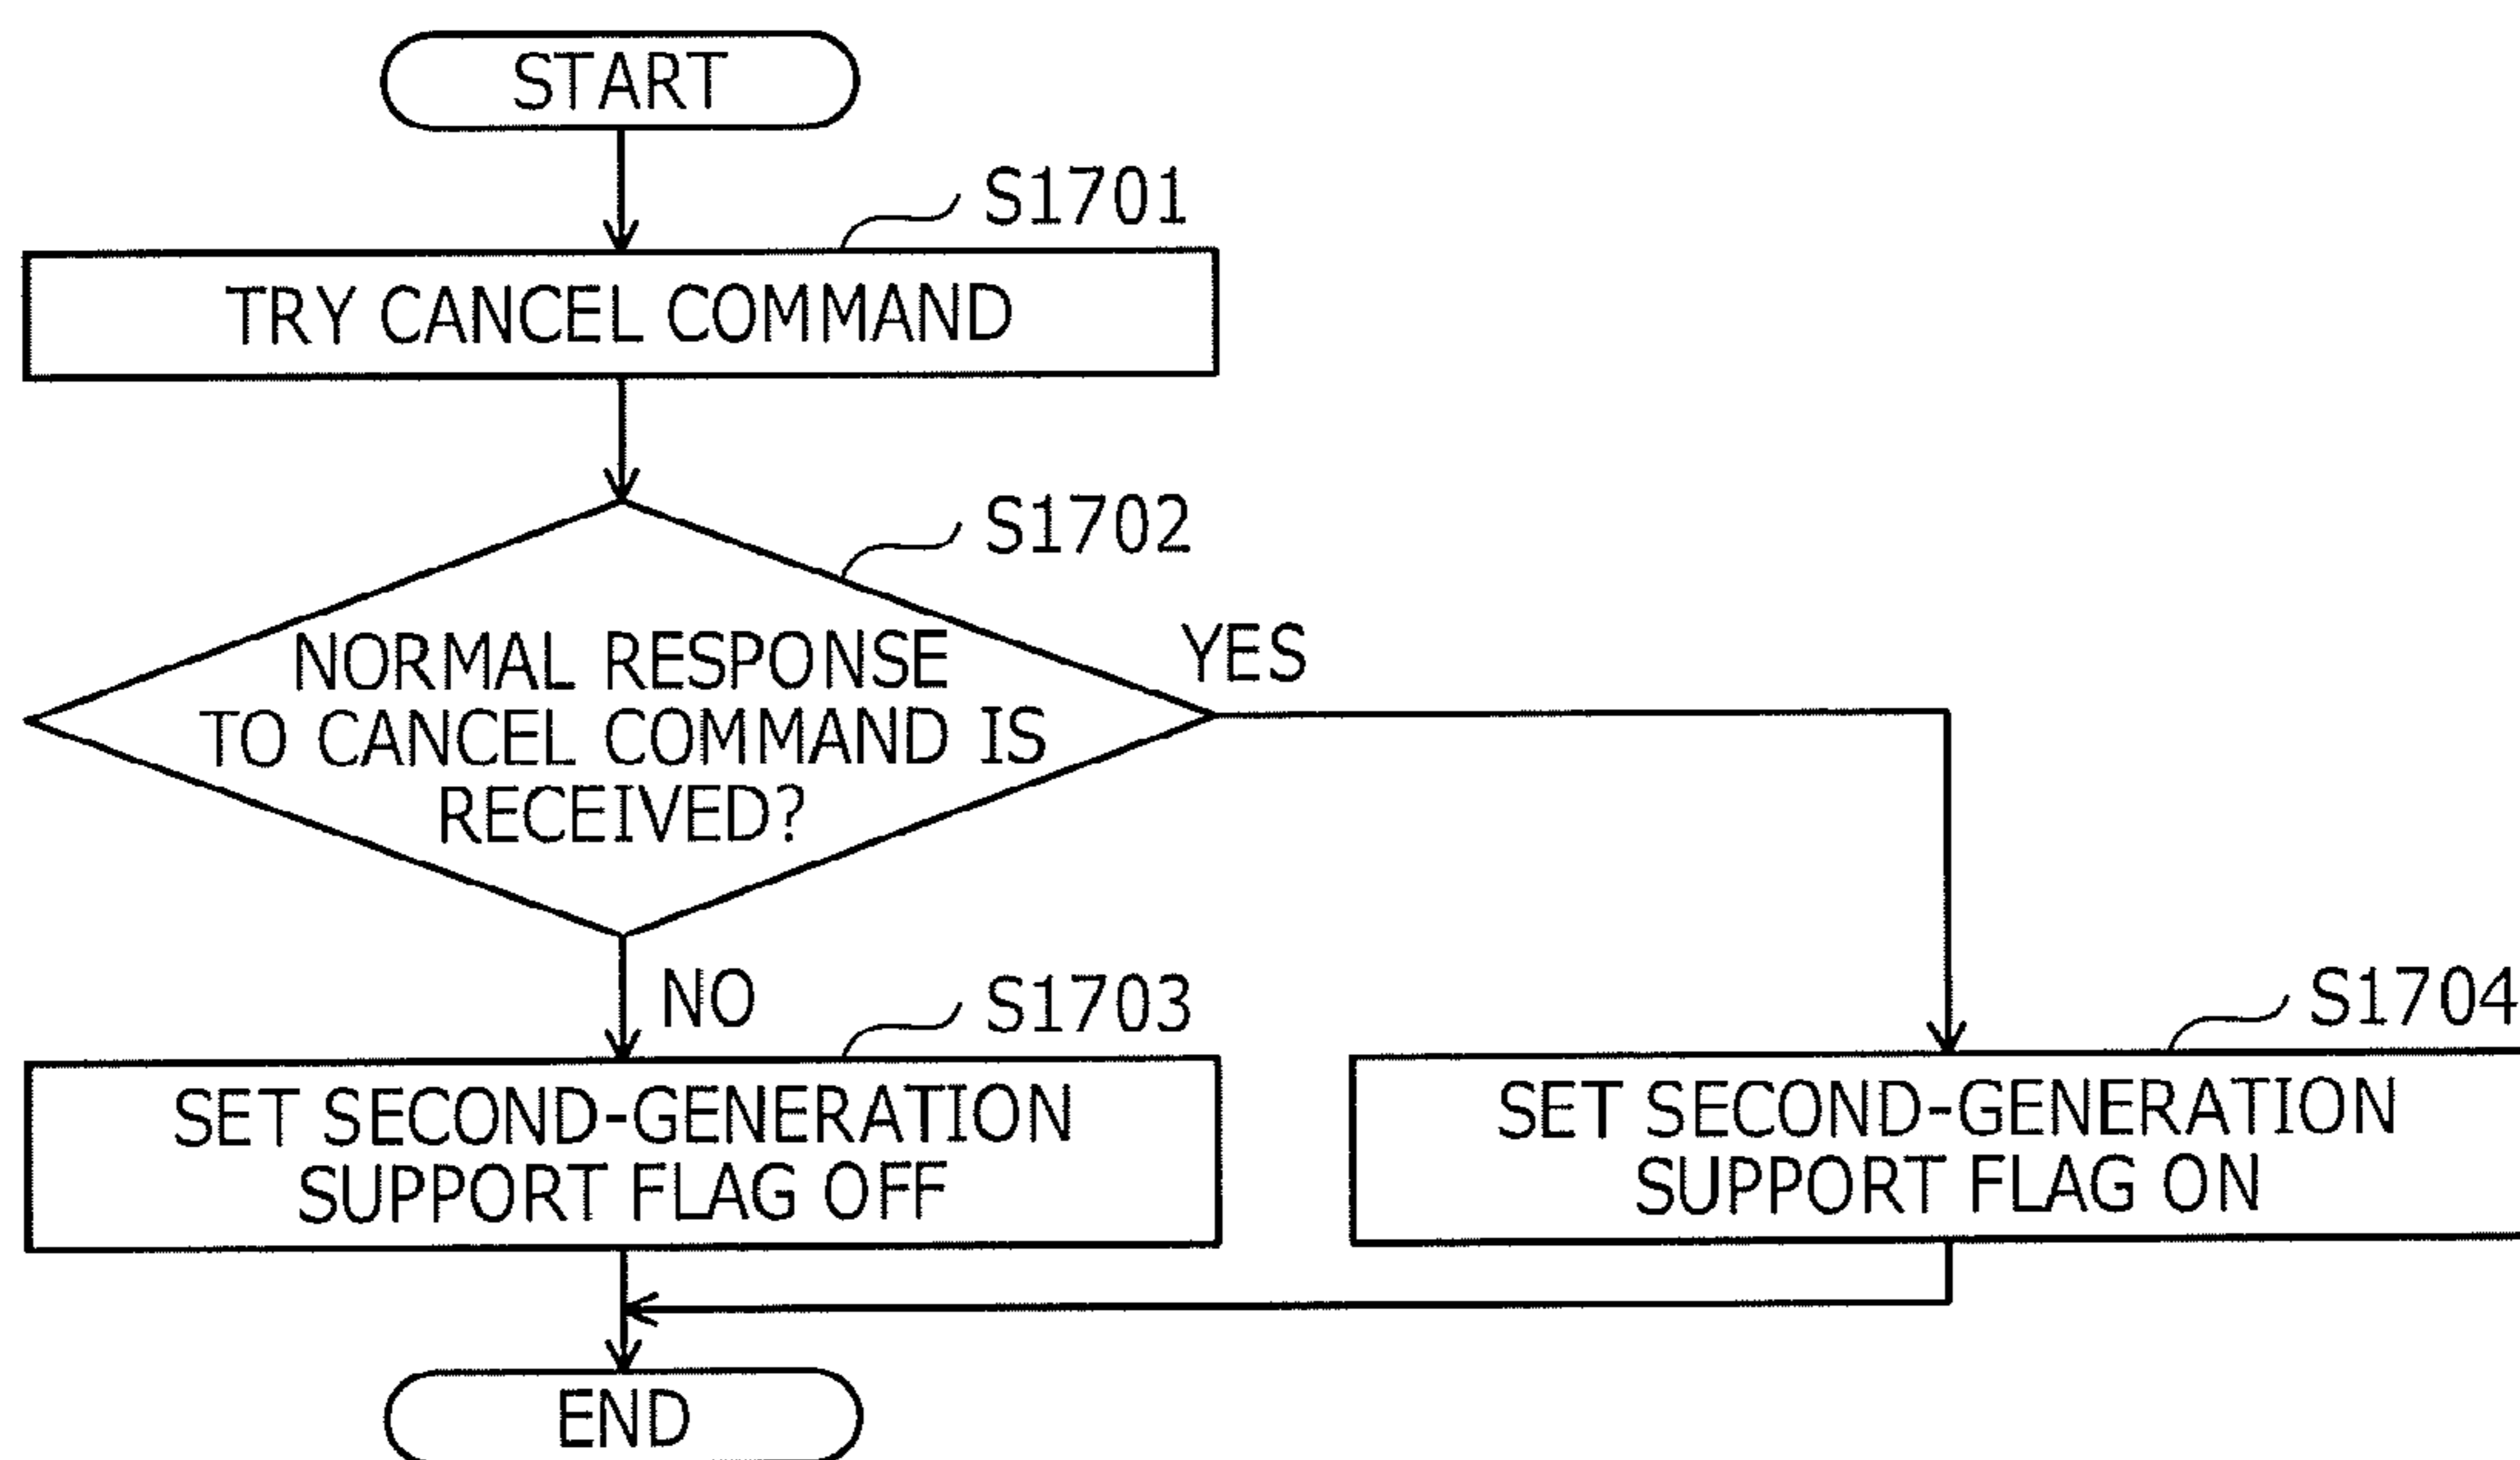 START
S1701
TRY CANCEL COMMAND
S1702
NORMAL RESPONSE
TO CANCEL COMMAND IS
RECEIVED?
YES
NO
S1703
SET SECOND-GENERATION
SUPPORT FLAG OFF
S1704
SET SECOND-GENERATION
SUPPORT FLAG ON
END